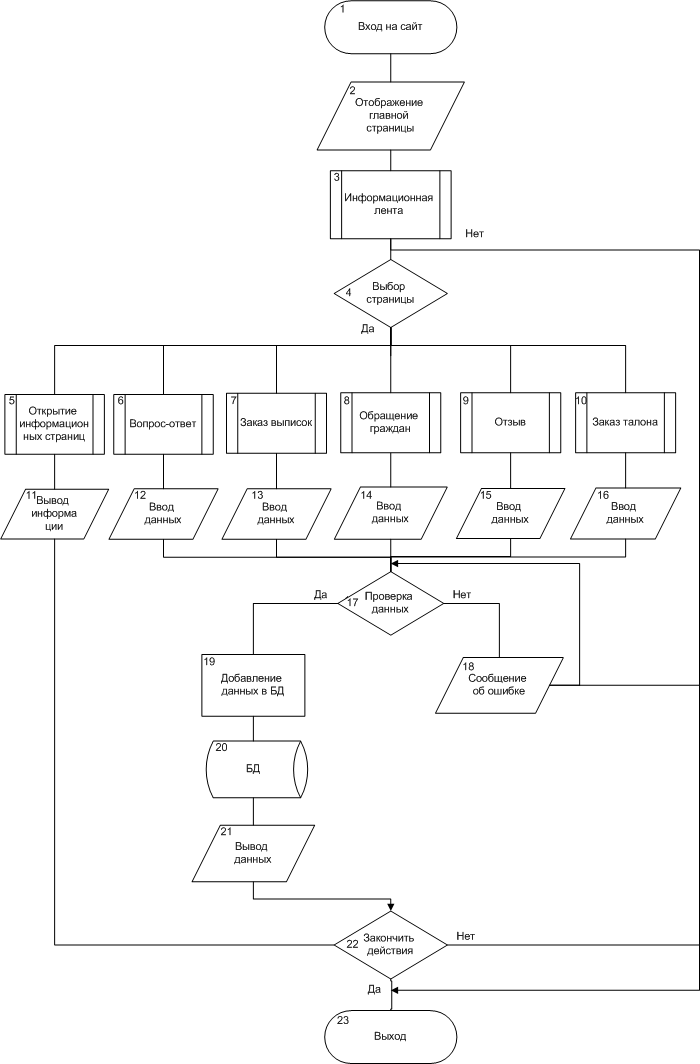 1
Вход на сайт
2
Отображение
главной
страницы
3
Информационная
лента
Нет
4
Выбор
страницы
Да
5
Открытие
информацион
ных страниц
6
Вопрос-ответ
7
Заказ выписок
8
Обращение
граждан
9
Отзыв
10
Заказ талона
11
Вывод
информа
ции
12
Ввод
данных
13
Ввод
данных
14
Ввод
данных
15
Ввод
данных
16
Ввод
данных
Да
17
Проверка
данных
Нет
18
Сообщение
об ошибке
19
Добавление
данных в БД
20
БД
21
Вывод
данных
22
Закончить
действия
Нет
Да
23
Выход